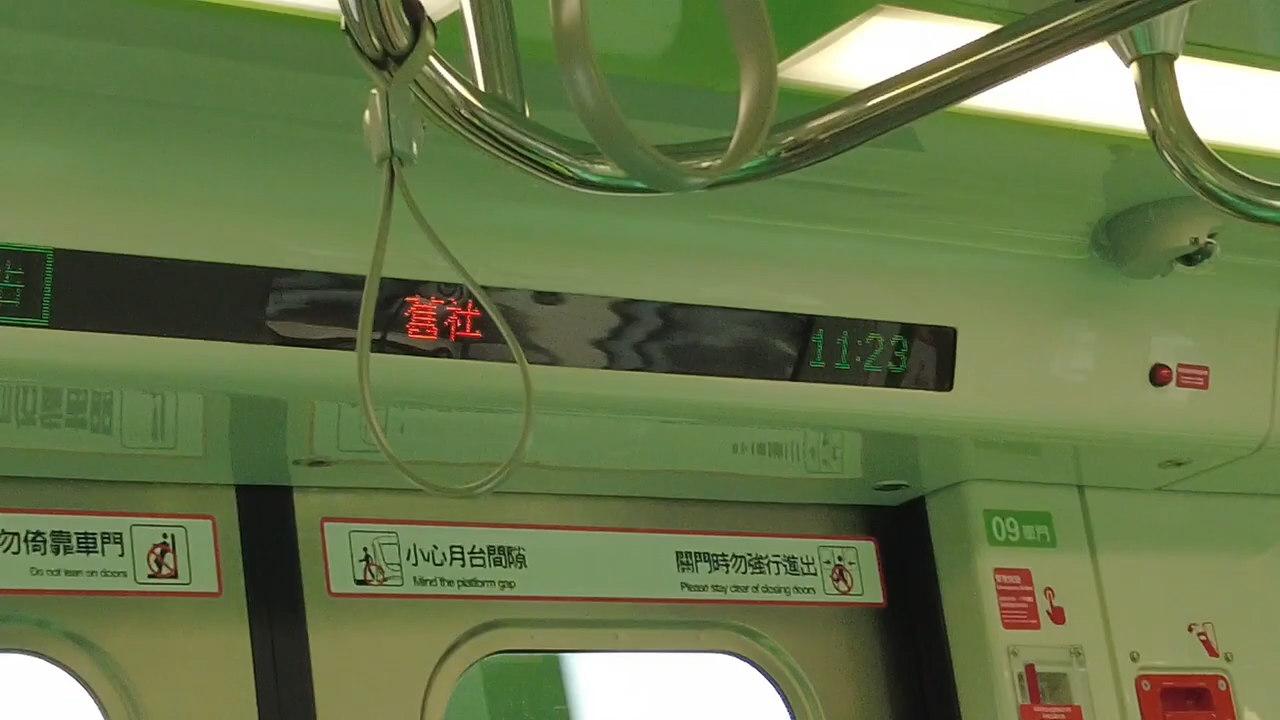 舊社
11:23
勿倚靠車門
Do not lean on doors
小心月台間隙
Mind the platform gap
關門時勿強行進出
Please stay clear of closing doors
09車門